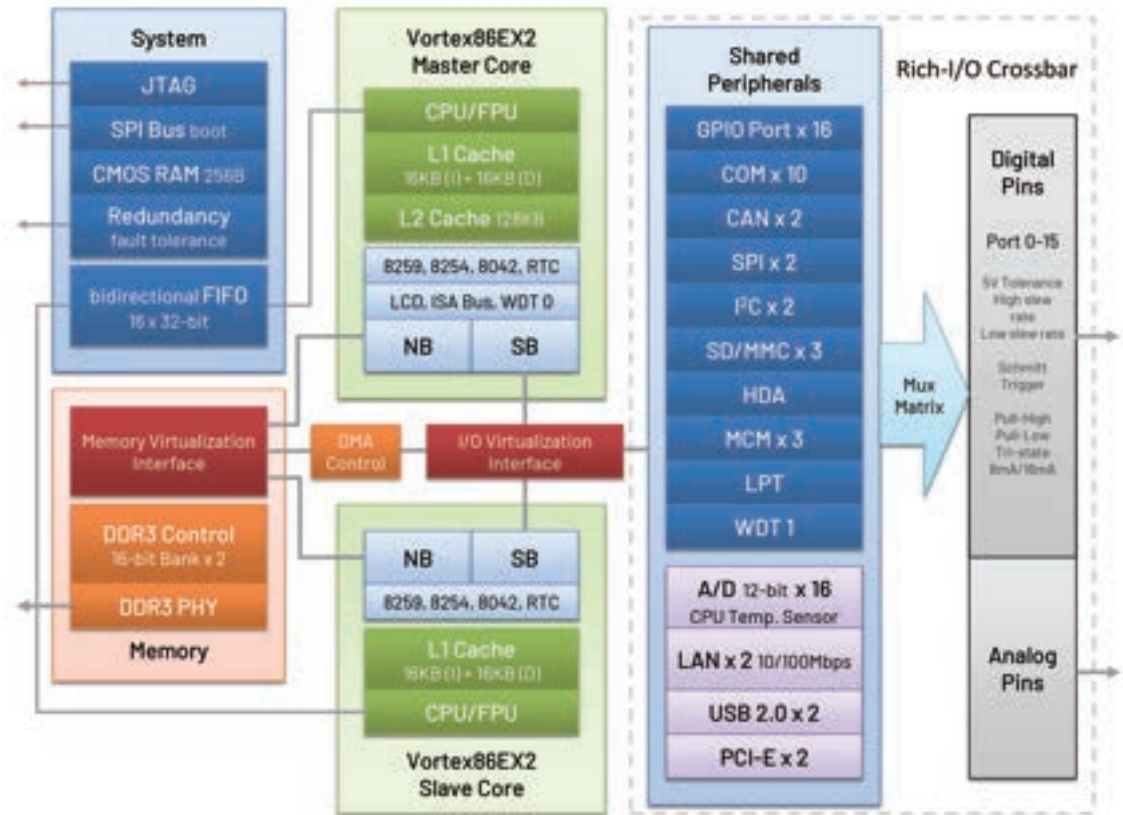 System
JTAG
SPI Bus boot
CMOS RAM 256B
Redundancy
fault tolerance
bidirectional FIFO
16 x 32-bit
Memory Virtualization
Interface
DDR3 Control
16-bit Bank x 2
DDR3 PHY
Memory
Vortex86EX2
Master Core
CPU/FPU
L1 Cache
16KB (I) + 16KB (D)
L2 Cache 128KB
8259, 8254, 8042, RTC
LCD, ISA Bus, WDT 0
NB SB
DMA
Control
I/O Virtualization
Interface
NB SB
8259, 8254, 8042, RTC
L1 Cache
16KB (I) + 16KB (D)
CPU/FPU
Vortex86EX2
Slave Core
Shared
Peripherals
GPIO Port x 16
COM x 10
CAN x 2
SPI x 2
I²C x 2
SD/MMC x 3
HDA
MCM x 3
LPT
WDT 1
A/D 12-bit x 16
CPU Temp. Sensor
LAN x 2 10/100Mbps
USB 2.0 x 2
PCI-E x 2
Rich-I/O Crossbar
Mux
Matrix
Digital
Pins
Port 0-15
5V Tolerance
High slew
rate
Low slew rate
Schmitt
Trigger
Pull-High
Pull-Low
Tri-state
8mA/16mA
Analog
Pins